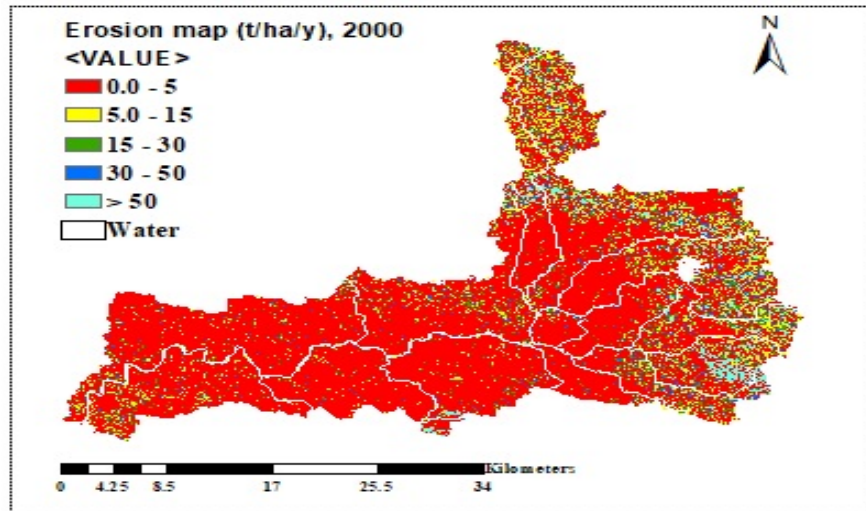 Erosion map (t/ha/y), 2000
<VALUE>
0.0 - 5
5.0 - 15
15 - 30
30 - 50
> 50
Water
N
Kilometers
0 4.25 8.5 17 25.5 34